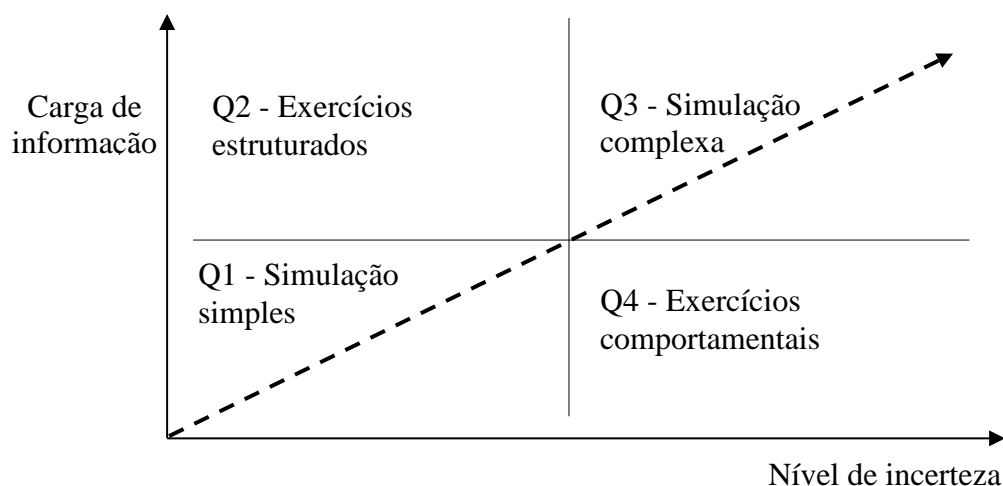 Carga de
informação
Q2 - Exercícios
estruturados
Q3 - Simulação
complexa
Q1 - Simulação
simples
Q4 - Exercícios
comportamentais
Nível de incerteza